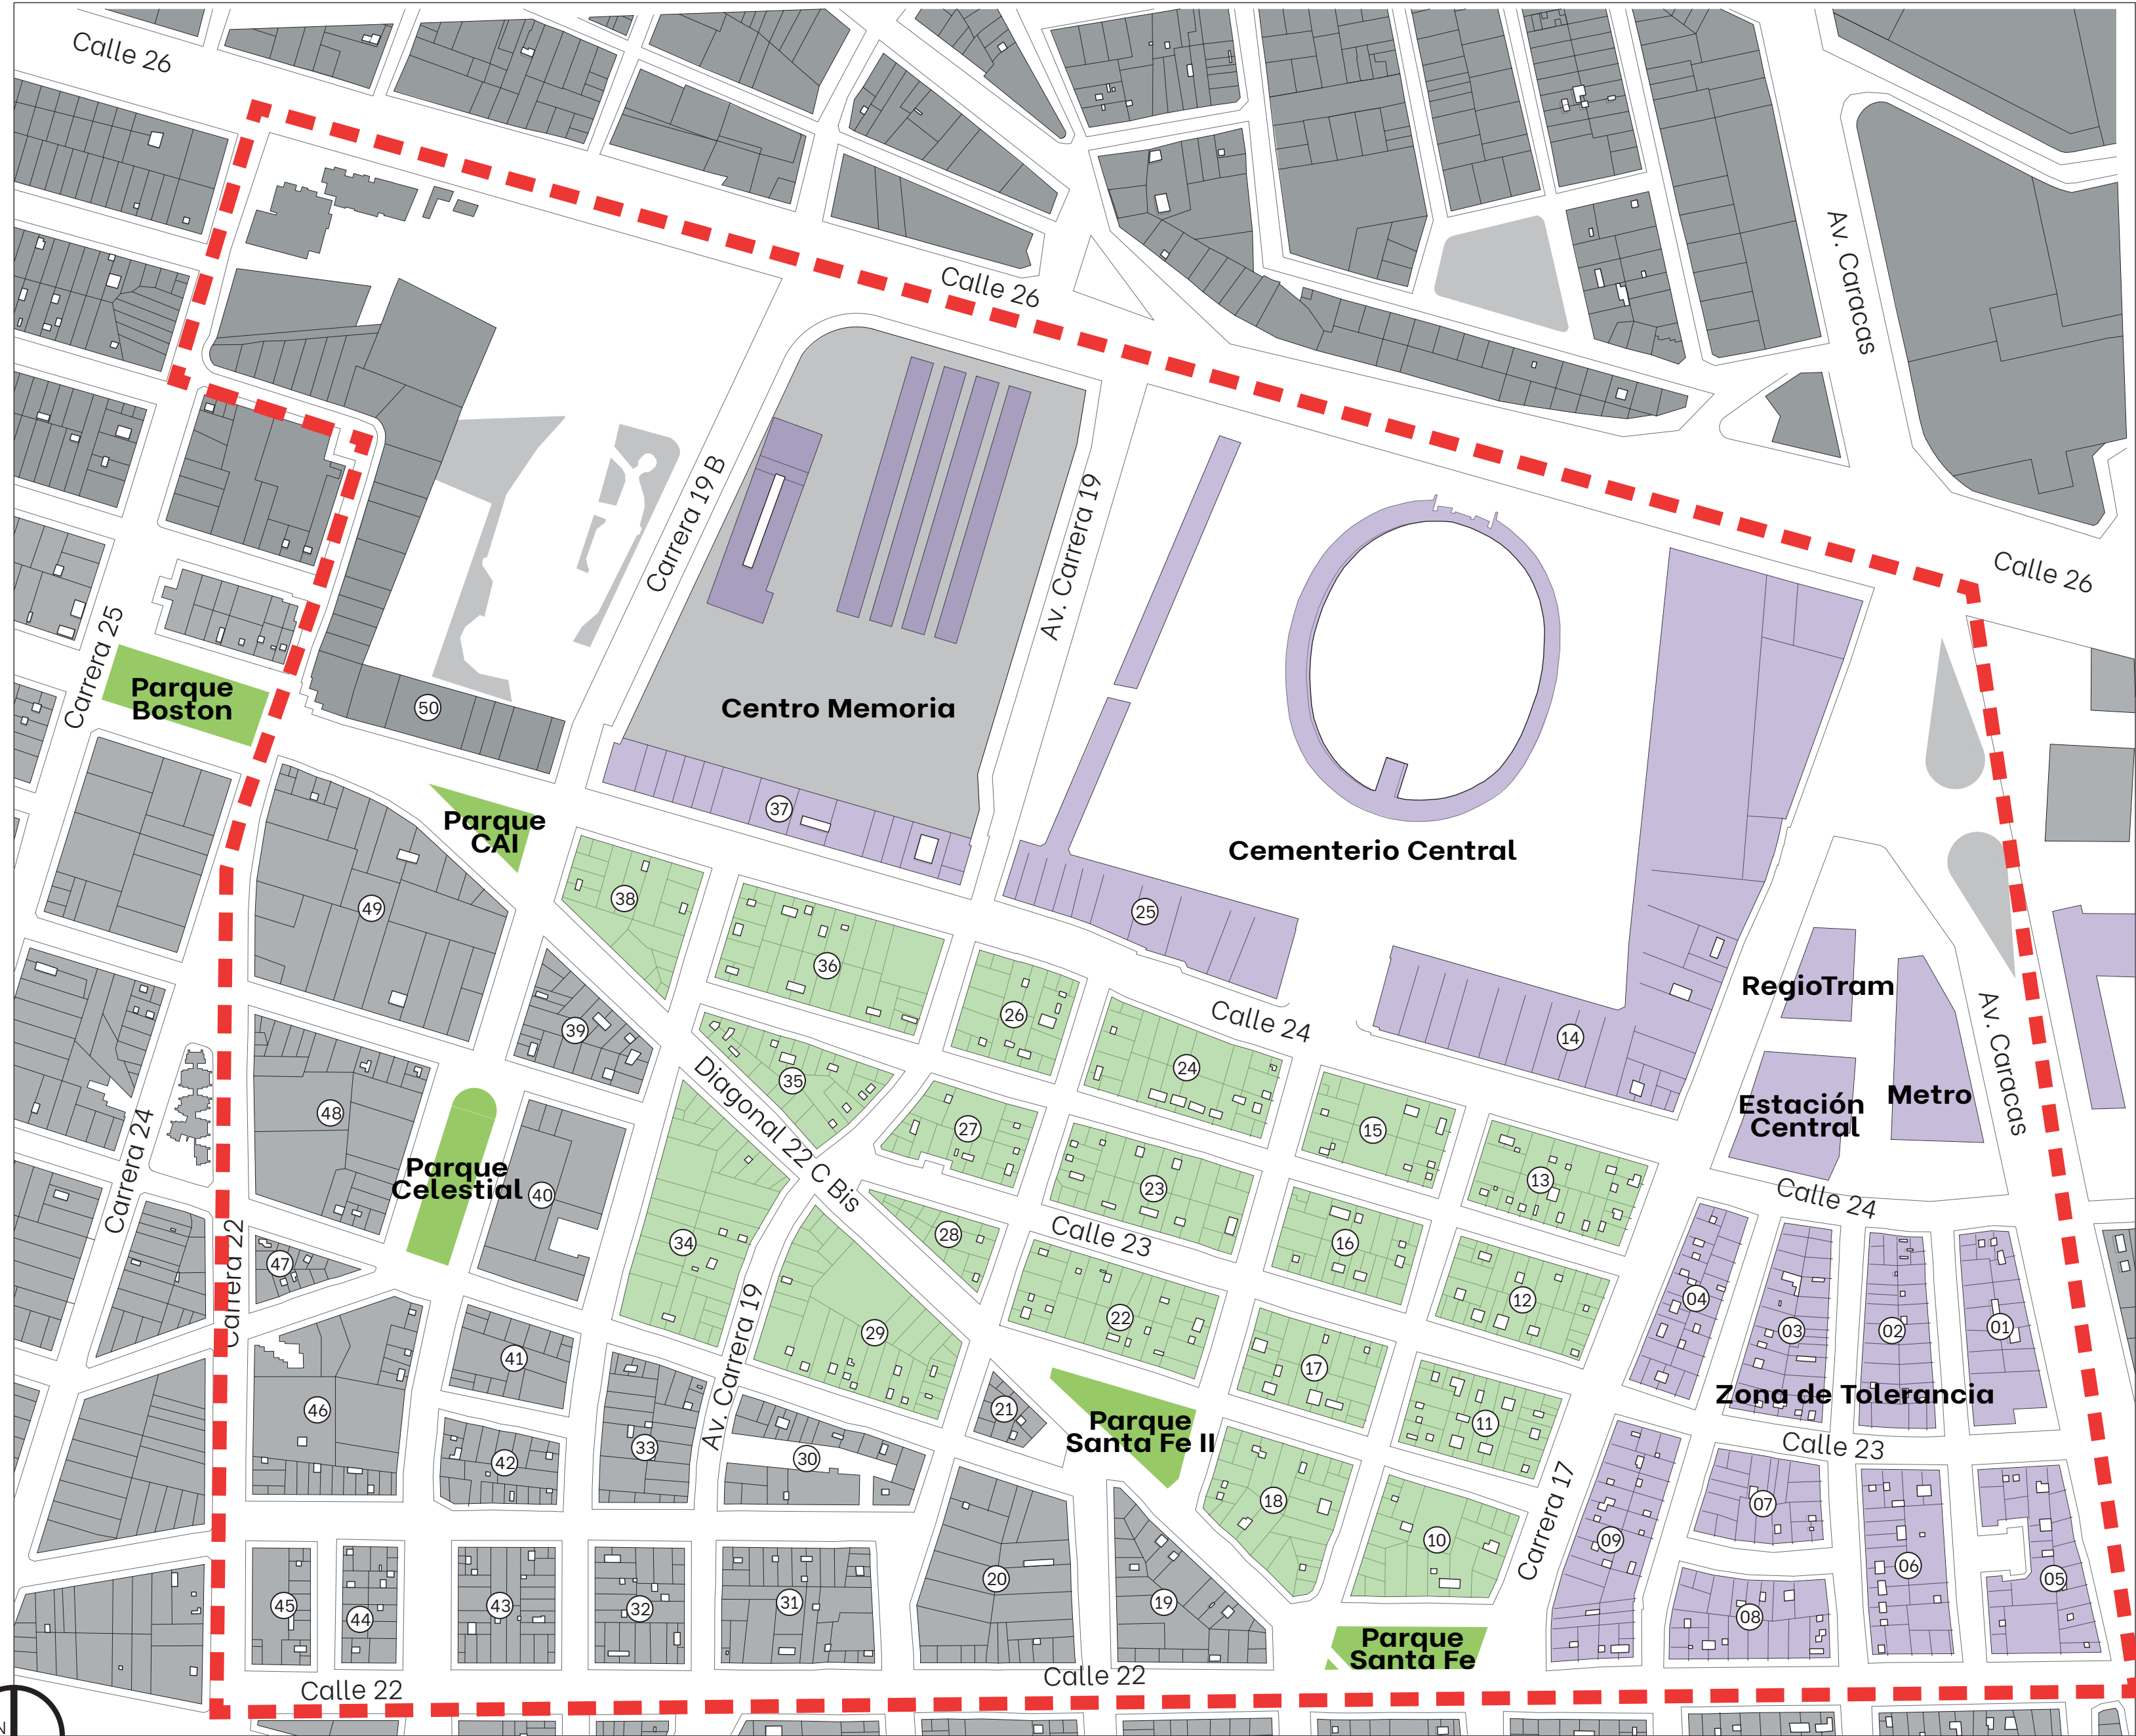 Calle 26
Av. Caracas
Calle 26
Calle 26
Carrera 19 B
Av. Carrera 19
Carrera 25
Parque
Boston
50
Centro Memoria
37
Parque
CAI
Cementerio Central
38
49
25
36
RegioTram
26
Calle 24
39
14
Av. Caracas
24
35
Diagonal 22 C Bis
Metro
Estación
Central
48
27
15
Carrera 24
Parque
Celestial
40
23
13
Calle 24
28
Calle 23
34
16
47
Carrera 22
04
12
22
03
02
01
29
Av. Carrera 19
41
17
Zona de Tolerancia
46
21
Parque
Santa Fe II
11
33
Calle 23
30
42
18
07
Carrera 17
10
09
06
20
05
45
44
43
32
31
19
08
Parque
Santa Fe
Calle 22
Calle 22
N